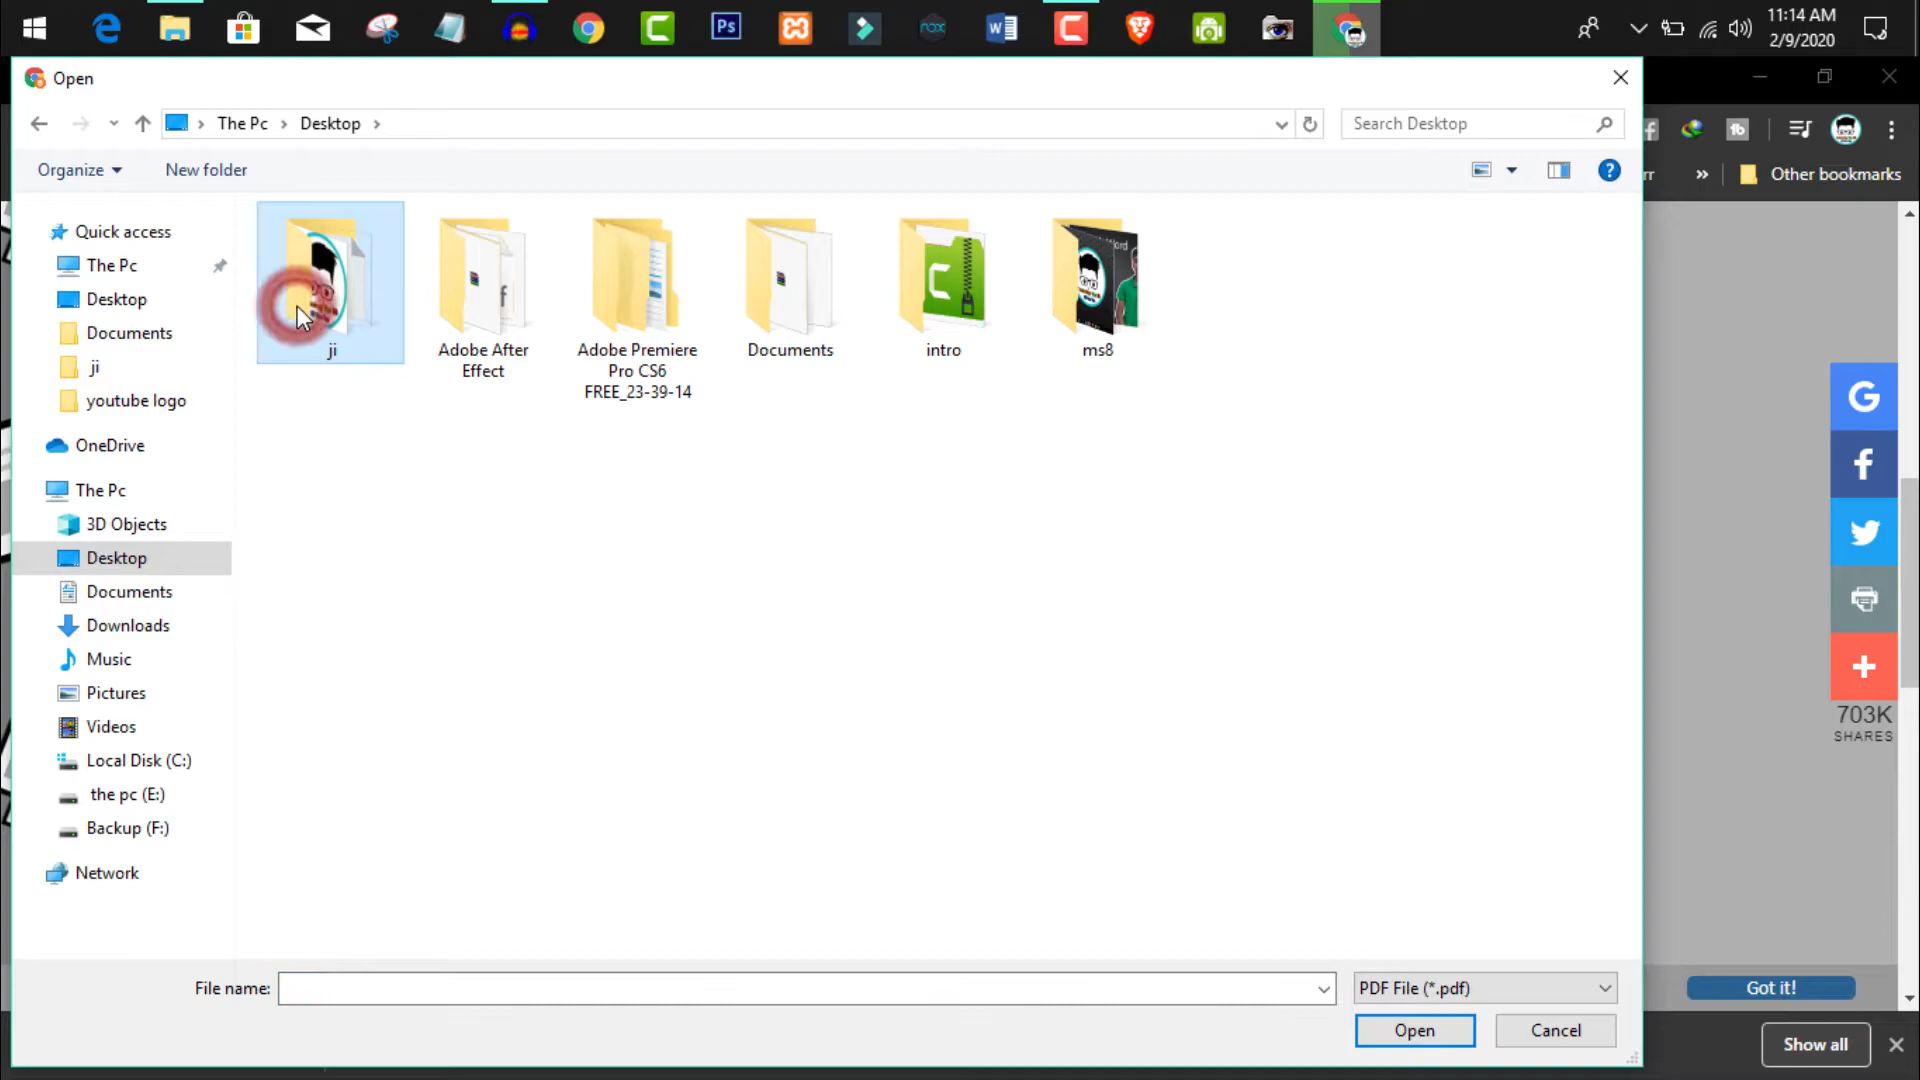 Ps
nox
11:14 AM
2/9/2020
Open
The Pc
Desktop
Search Desktop
Organize
New folder
Other bookmarks
Quick access
The Pc
Desktop
Documents
ji
youtube logo
OneDrive
The Pc
3D Objects
Desktop
Documents
Downloads
Music
Pictures
Videos
Local Disk (C:)
the pc (E:)
Backup (F:)
Network
ji
Adobe After
Effect
Adobe Premiere
Pro CS6
FREE_23-39-14
Documents
intro
ms8
703K
SHARES
File name:
PDF File (*.pdf)
Open
Cancel
Got it!
Show all